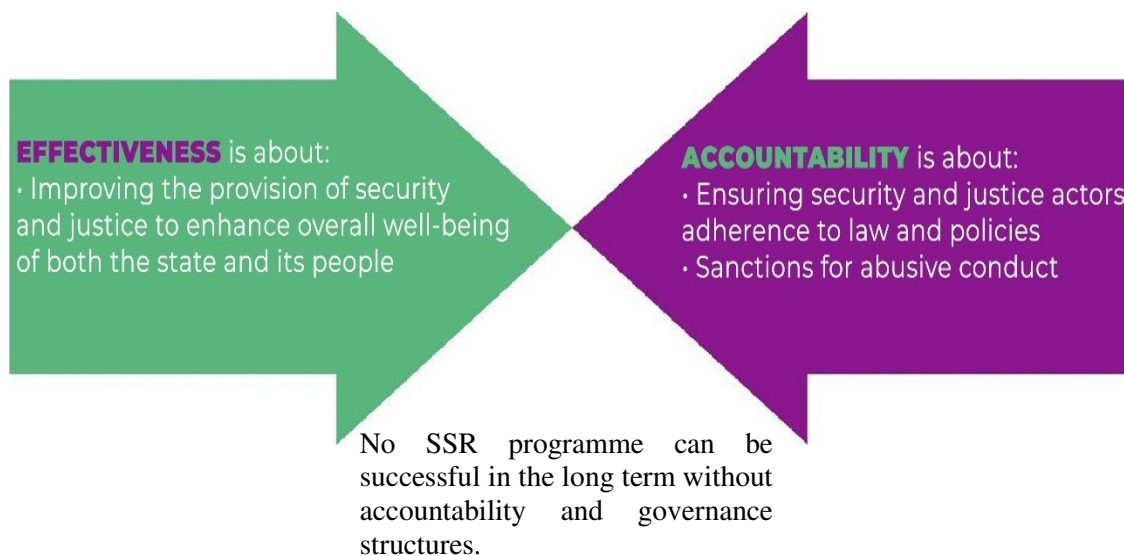 EFFECTIVENESS is about:
· Improving the provision of security
and justice to enhance overall well-being
of both the state and its people
ACCOUNTABILITY is about:
· Ensuring security and justice actors
adherence to law and policies
· Sanctions for abusive conduct
No SSR programme can be
successful in the long term without
accountability and governance
structures.